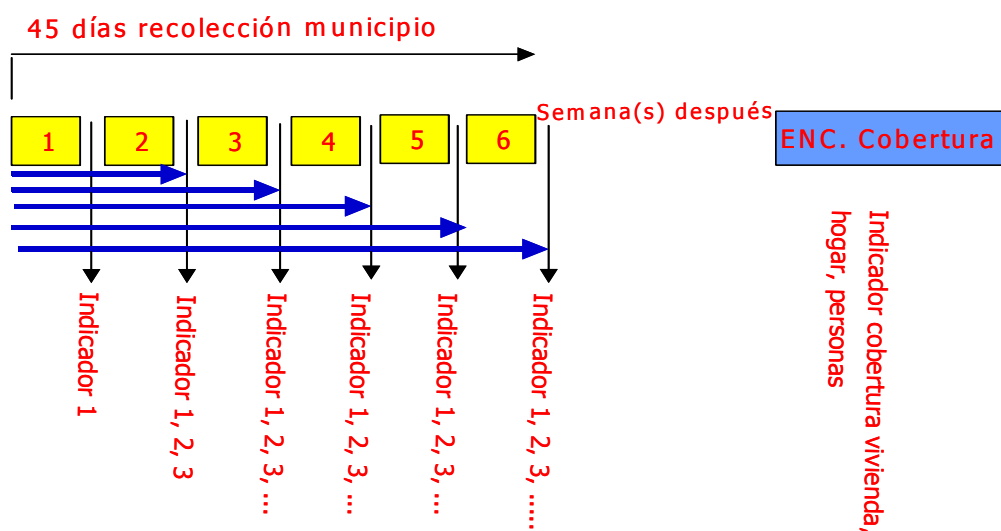 45 días recolección municipio
Semana(s) después
1
2
3
4
5
6
ENC. Cobertura
Indicador 1
Indicador 1, 2, 3
Indicador 1, 2, 3,...
Indicador 1, 2, 3,...
Indicador 1, 2, 3,...
Indicador 1, 2, 3,.....
Indicador cobertura vivienda,
hogar, personas